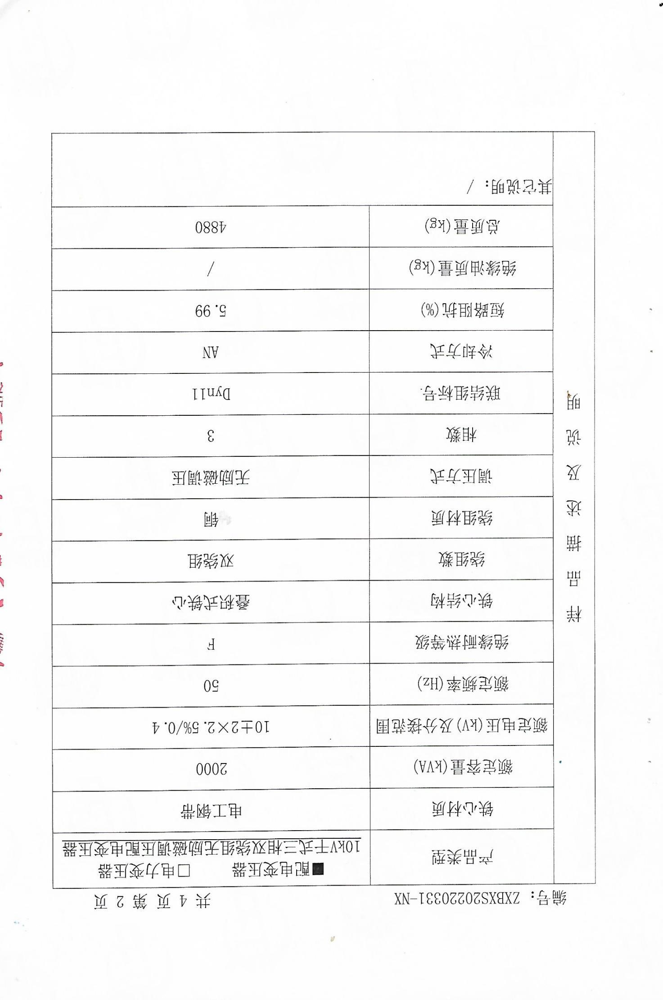 编号：ZXBXS20220331-NX 共 4 页 第 2 页
样品描述及说明
产品类型 ■配电变压器 □电力变压器
10kV干式三相双绕组无励磁调压配电变压器
铁心材质 电工钢带
额定容量(kVA) 2000
额定电压(kV)及分接范围 10±2×2.5%/0.4
额定频率(Hz) 50
绝缘耐热等级 F
铁心结构 叠积式铁心
绕组数 双绕组
绕组材质 铜
调压方式 无励磁调压
相数 3
联结组标号 Dyn11
冷却方式 AN
短路阻抗(%) 5.99
绝缘油质量(kg) /
总质量(kg) 4880
其它说明： /